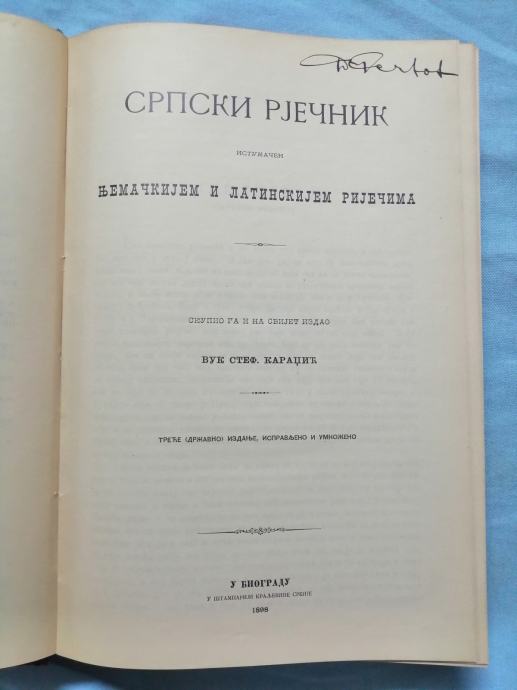 СРПСКИ РЈЕЧНИК
ИСТУМАЧЕН
ЊЕМАЧКИЈЕМ И ЛАТИНСКИЈЕМ РИЈЕЧИМА
СКУПИО ГА И НА СВИЈЕТ ИЗДАО
ВУК СТЕФ. КАРАЏИЋ
ТРЕЋЕ (ДРЖАВНО) ИЗДАЊЕ, ИСПРАВЉЕНО И УМНОЖЕНО
У БИОГРАДУ
У ШТАМПАРИЈИ КРАЉЕВИНЕ СРБИЈЕ
1898